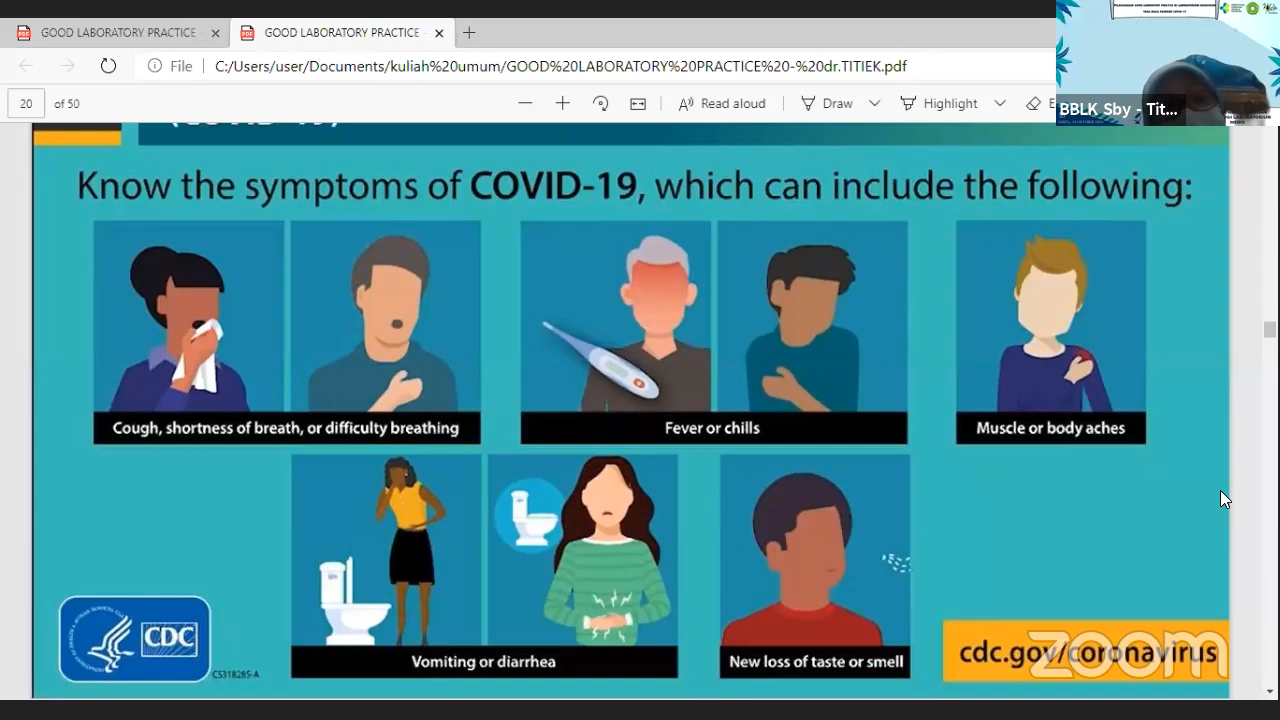 GOOD LABORATORY PRACTICE -
GOOD LABORATORY PRACTICE -
File
C:/Users/user/Documents/kuliah%20umum/GOOD%20LABORATORY%20PRACTICE%20-%20dr.TITIEK.pdf
20 of 50
Read aloud
Draw
Highlight
BBLK Sby - Tit...
(COVID-19)
Know the symptoms of COVID-19, which can include the following:
Cough, shortness of breath, or difficulty breathing
Fever or chills
Muscle or body aches
Vomiting or diarrhea
New loss of taste or smell
CDC
CS318285-A
cdc.gov/coronavirus
zoom